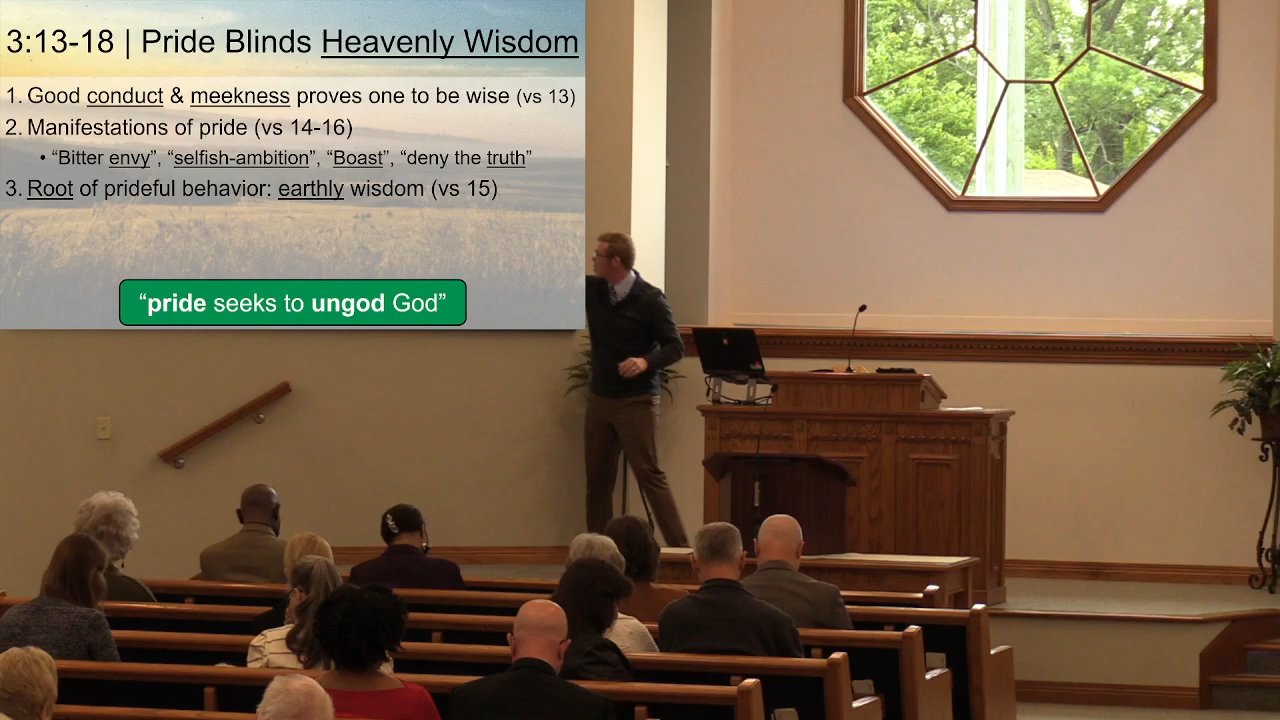 3:13-18 | Pride Blinds Heavenly Wisdom
1. Good conduct & meekness proves one to be wise (vs 13)
2. Manifestations of pride (vs 14-16)
• “Bitter envy”, “selfish-ambition”, “Boast”, “deny the truth”
3. Root of prideful behavior: earthly wisdom (vs 15)
“pride seeks to ungod God”